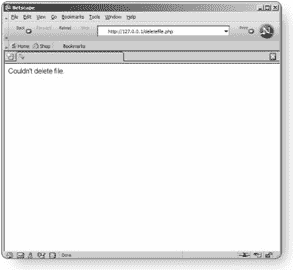 Netscape
File Edit View Go Bookmarks Tools Window Help
Back Forward Reload
http://127.0.0.1/deletefile.php
Home Shop Bookmarks
Couldn't delete file.
Done